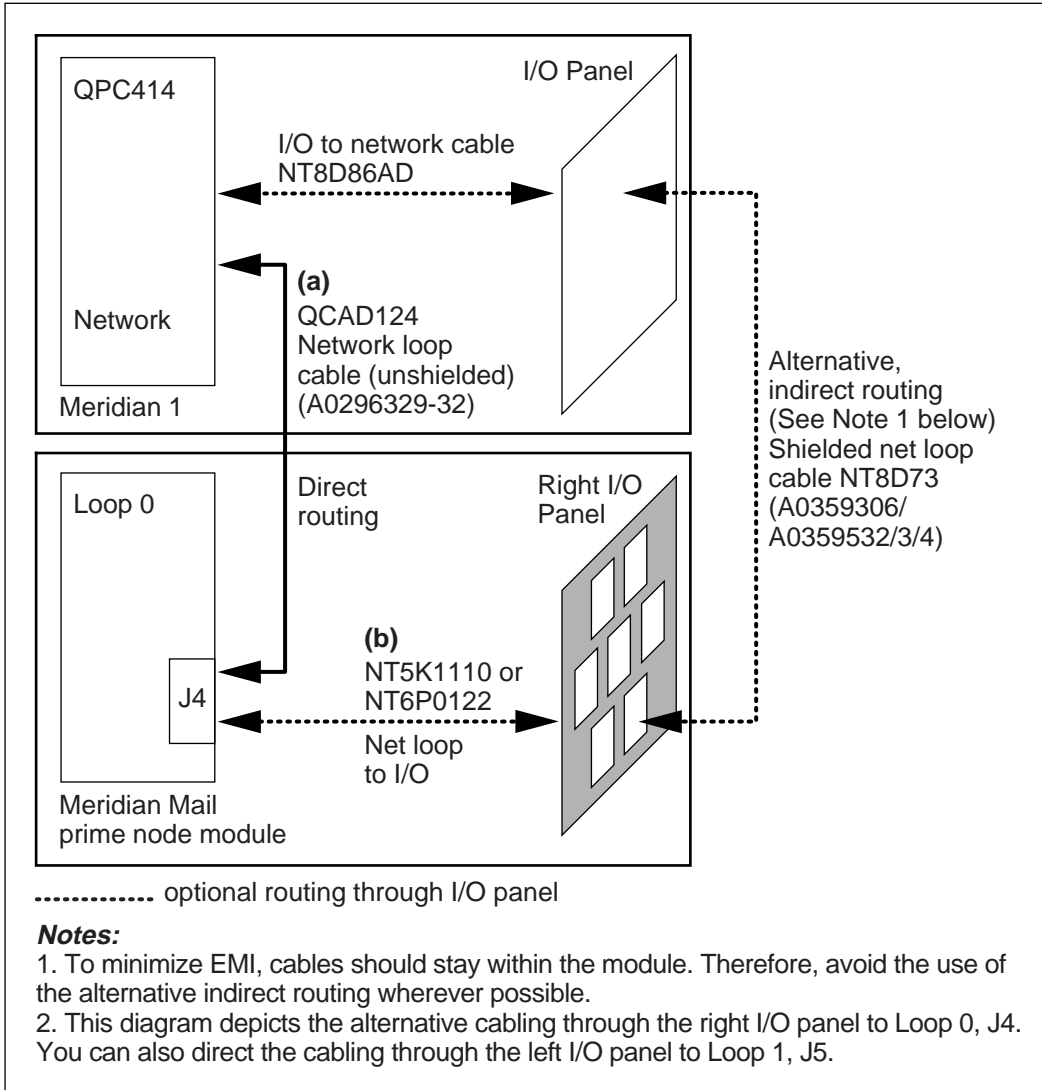 QPC414
I/O Panel
I/O to network cable
NT8D86AD
(a)
QCAD124
Network loop
cable (unshielded)
(A0296329-32)
Network
Meridian 1
Alternative,
indirect routing
(See Note 1 below)
Shielded net loop
cable NT8D73
(A0359306/
A0359532/3/4)
Loop 0
Direct
routing
Right I/O
Panel
(b)
NT5K1110 or
NT6P0122
J4
Net loop
to I/O
Meridian Mail
prime node module
optional routing through I/O panel
Notes:
1. To minimize EMI, cables should stay within the module. Therefore, avoid the use of
the alternative indirect routing wherever possible.
2. This diagram depicts the alternative cabling through the right I/O panel to Loop 0, J4.
You can also direct the cabling through the left I/O panel to Loop 1, J5.